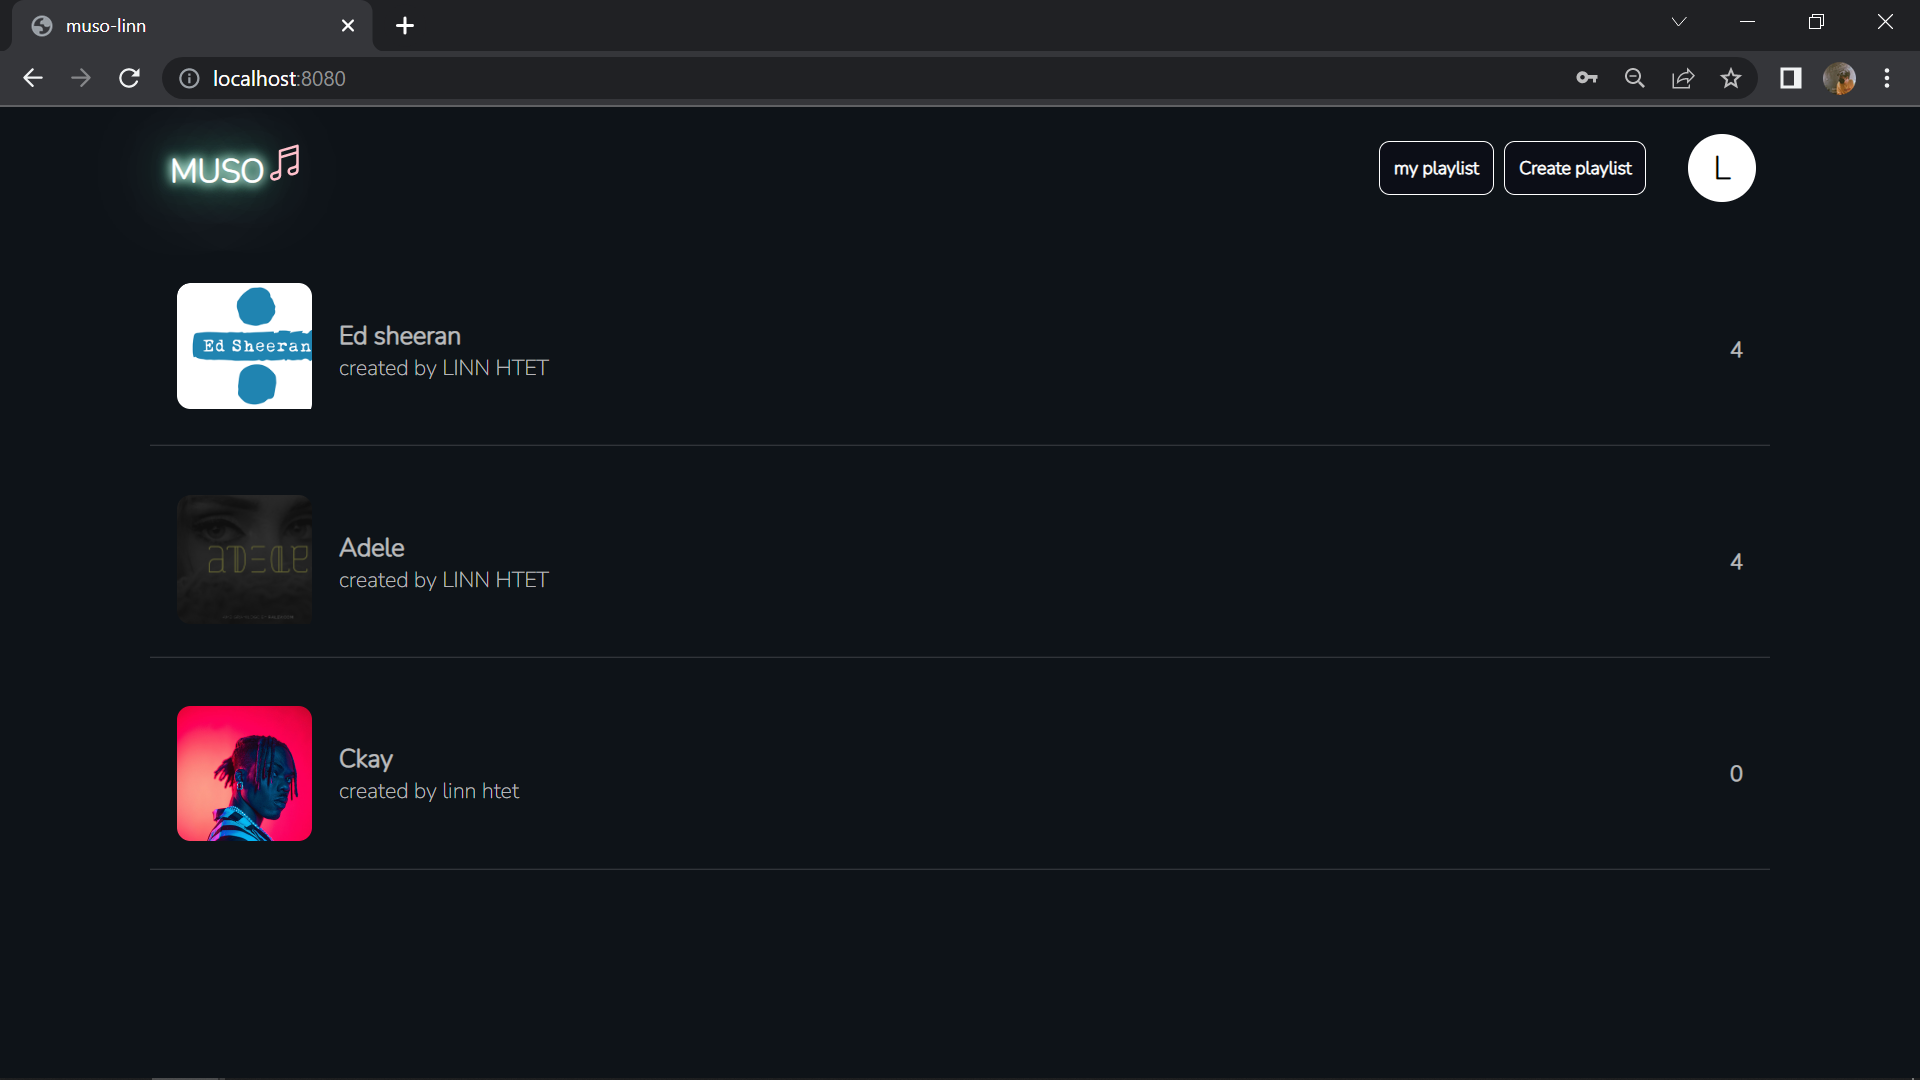 muso-linn
localhost:8080
MUSO
my playlist
Create playlist
L
Ed Sheeran
Ed sheeran
created by LINN HTET
4
ADELE
Adele
created by LINN HTET
4
Ckay
created by linn htet
0